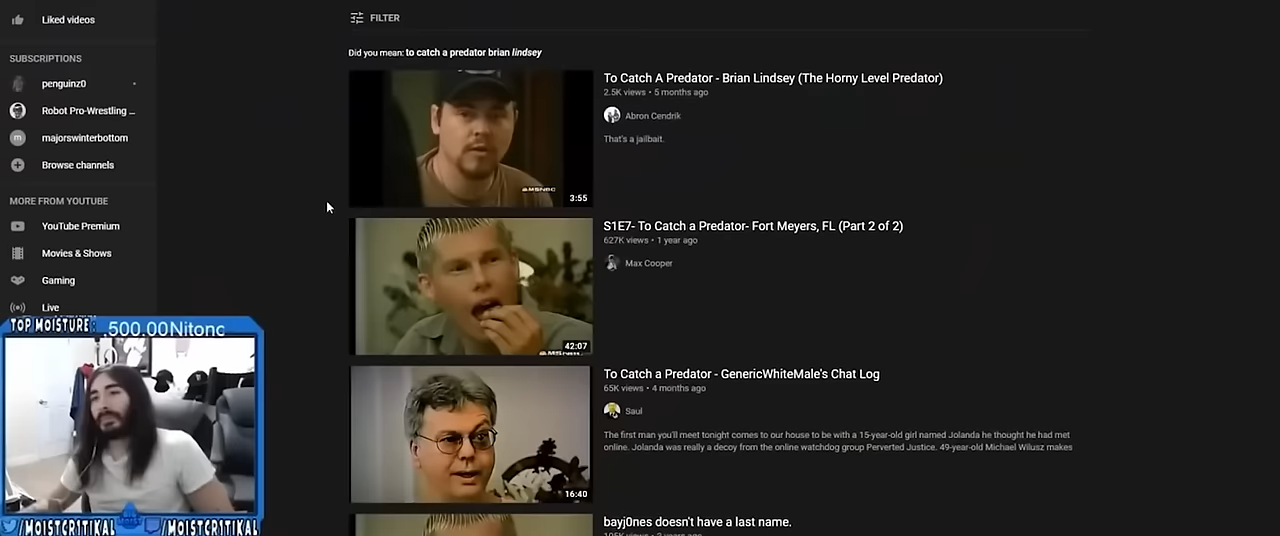 Liked videos
FILTER
SUBSCRIPTIONS
Did you mean: to catch a predator brian lindsey
penguinz0
Robot Pro-Wrestling ...
majorswinterbottom
Browse channels
MORE FROM YOUTUBE
YouTube Premium
Movies & Shows
Gaming
Live
To Catch A Predator - Brian Lindsey (The Horny Level Predator)
2.5K views • 5 months ago
Abron Cendrik
That's a jailbait.
MSNBC
3:55
S1E7- To Catch a Predator- Fort Meyers, FL (Part 2 of 2)
627K views • 1 year ago
Max Cooper
42:07
To Catch a Predator - GenericWhiteMale's Chat Log
65K views • 4 months ago
Saul
The first man you'll meet tonight comes to our house to be with a 15-year-old girl named Jolanda he thought he had met
online. Jolanda was really a decoy from the online watchdog group Perverted Justice. 49-year-old Michael Wilusz makes
16:40
bayj0nes doesn't have a last name.
TOP MOISTURE: .500.00Nitonc
/MOISTCR1TIKAL
/MOISTCR1TIKAL